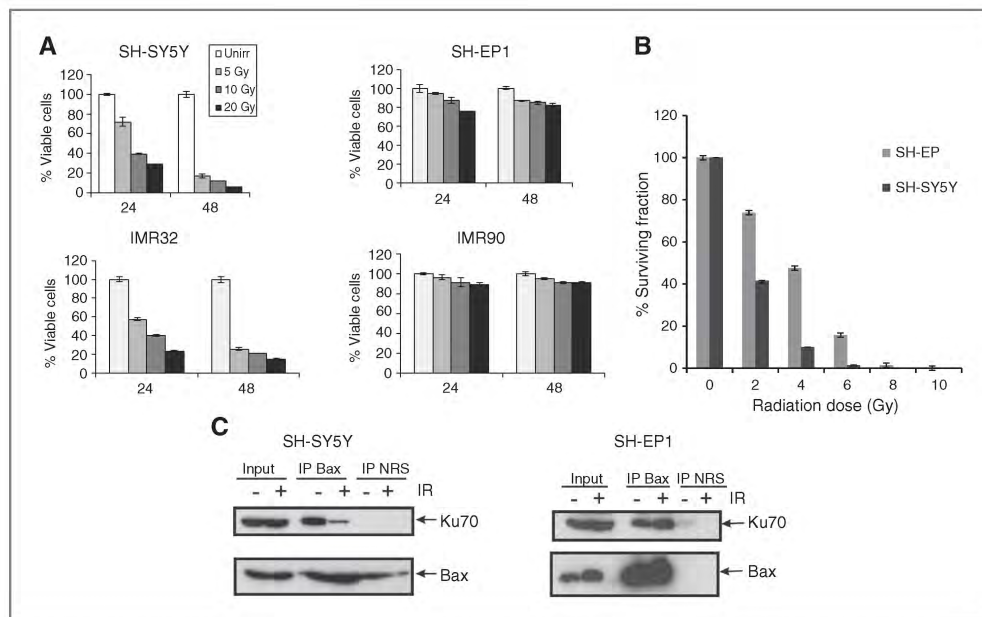 A
SH-SY5Y
Unirr
5 Gy
10 Gy
20 Gy
% Viable cells
120
100
80
60
40
20
0
24 48
SH-EP1
% Viable cells
120
100
80
60
40
20
0
24 48
IMR32
% Viable cells
120
100
80
60
40
20
0
24 48
IMR90
% Viable cells
120
100
80
60
40
20
0
24 48
B
SH-EP
SH-SY5Y
% Surviving fraction
120
100
80
60
40
20
0
0 2 4 6 8 10
Radiation dose (Gy)
C
SH-SY5Y
Input IP Bax IP NRS
- + - + - + IR
Ku70
Bax
SH-EP1
Input IP Bax IP NRS
- + - + - + IR
Ku70
Bax